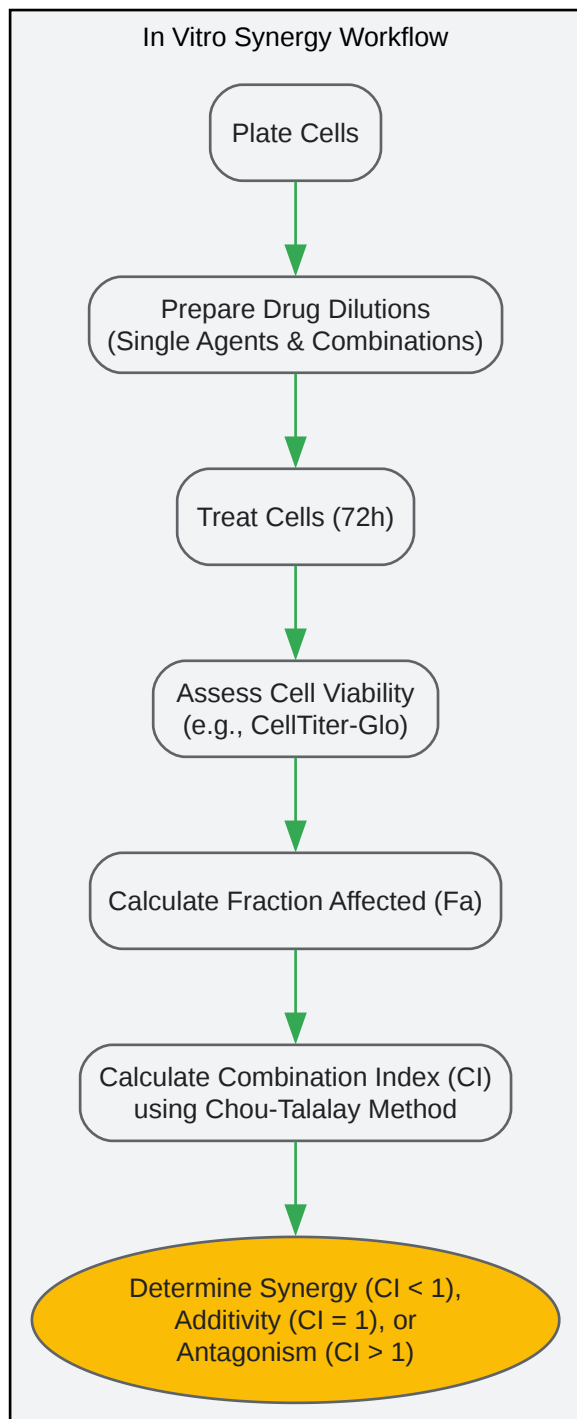 In Vitro Synergy Workflow
Plate Cells
Prepare Drug Dilutions
(Single Agents & Combinations)
Treat Cells (72h)
Assess Cell Viability
(e.g., CellTiter-Glo)
Calculate Fraction Affected (Fa)
Calculate Combination Index (CI)
using Chou-Talalay Method
Determine Synergy (CI < 1),
Additivity (CI = 1), or
Antagonism (CI > 1)